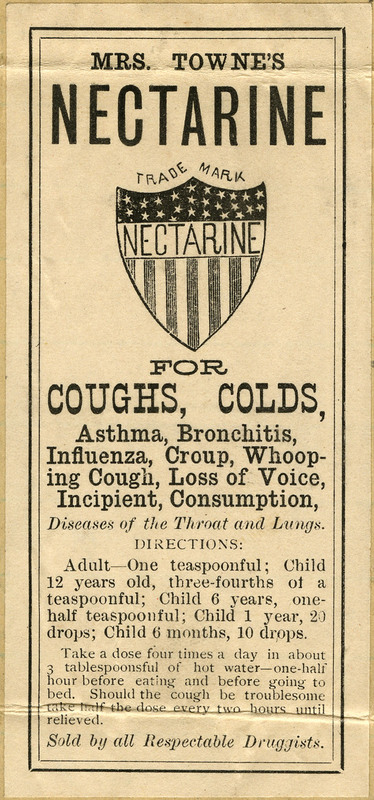 MRS. TOWNE'S
NECTARINE
TRADE MARK
NECTARINE
FOR
COUGHS, COLDS,
Asthma, Bronchitis,
Influenza, Croup, Whoop-
ing Cough, Loss of Voice,
Incipient, Consumption,
Diseases of the Throat and Lungs.
DIRECTIONS:
Adult—One teaspoonful; Child
12 years old, three-fourths of a
teaspoonful; Child 6 years, one-
half teaspoonful; Child 1 year, 20
drops; Child 6 months, 10 drops.
Take a dose four times a day in about
3 tablespoonsful of hot water—one-half
hour before eating and before going to
bed. Should the cough be troublesome
take half the dose every two hours until
relieved.
Sold by all Respectable Druggists.